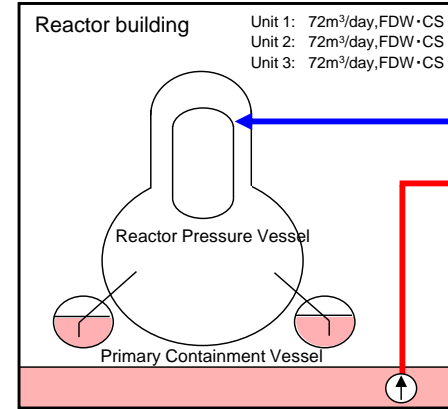 Reactor building
Unit 1: 72m³/day,FDW・CS
Unit 2: 72m³/day,FDW・CS
Unit 3: 72m³/day,FDW・CS
Reactor Pressure Vessel
Primary Containment Vessel